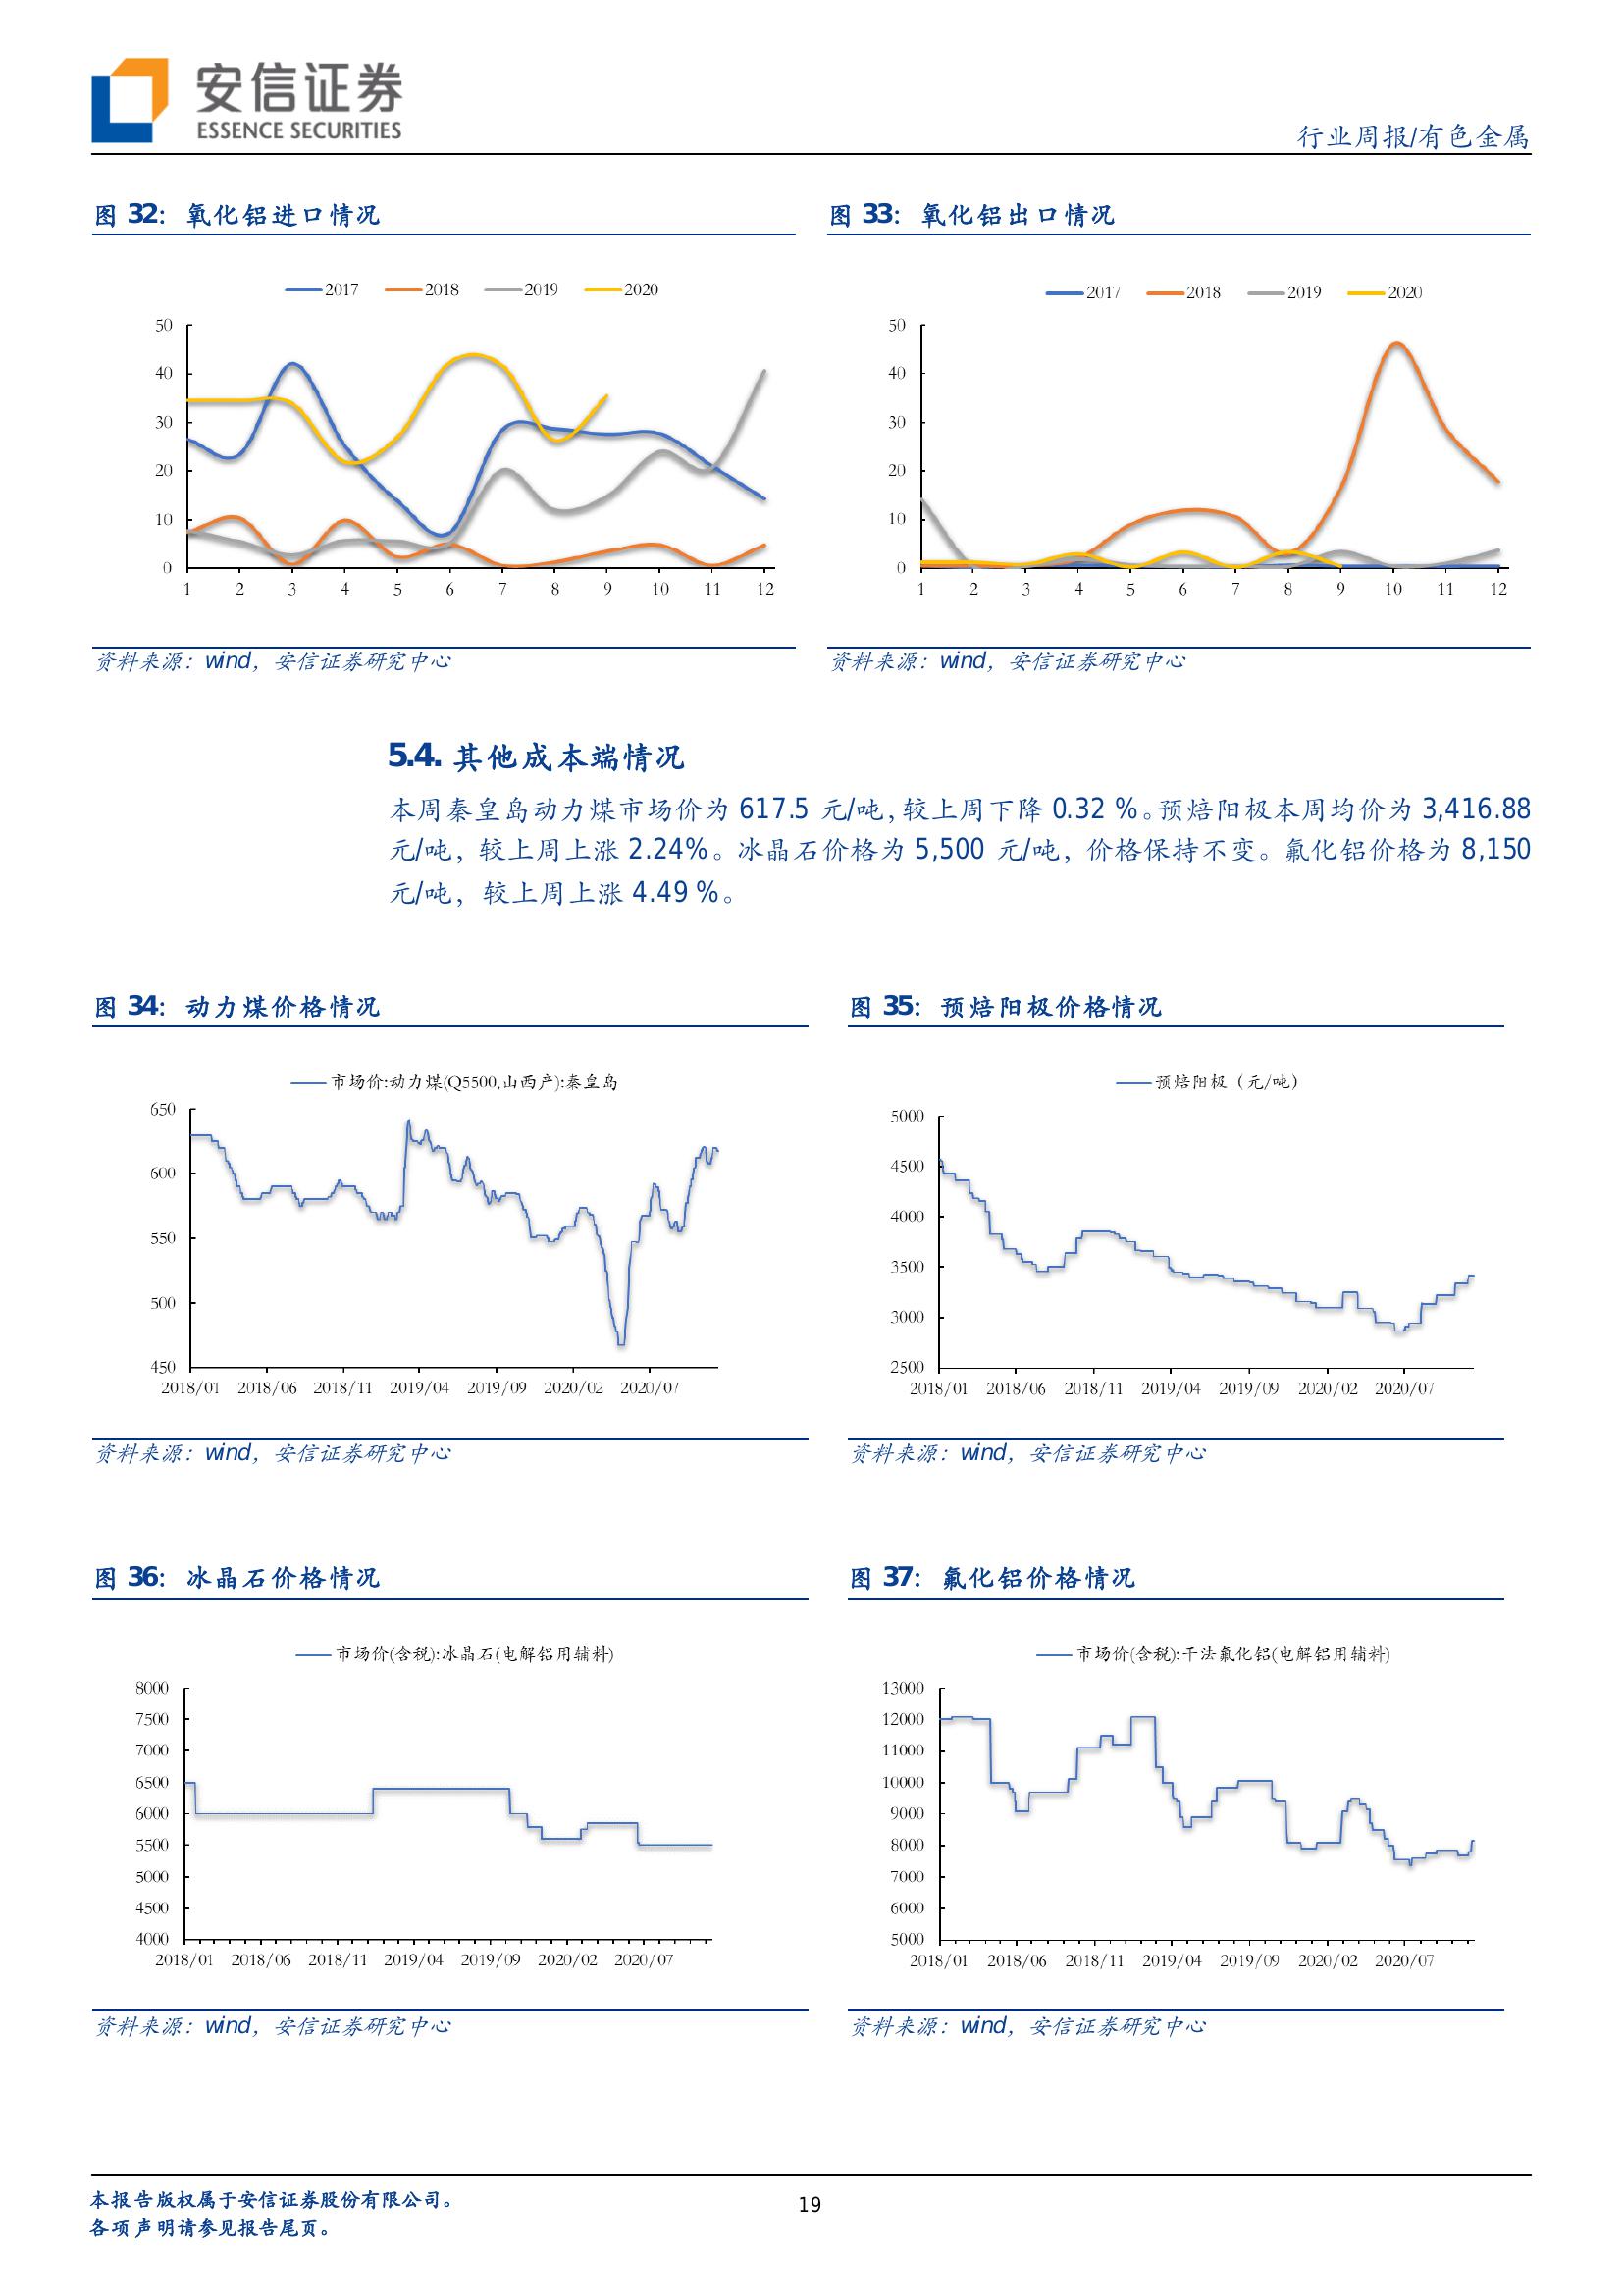 安信证券
ESSENCE SECURITIES
行业周报/有色金属
图 32：氧化铝进口情况
2017 2018 2019 2020
50
40
30
20
10
0
1 2 3 4 5 6 7 8 9 10 11 12
资料来源：wind，安信证券研究中心
图 33：氧化铝出口情况
2017 2018 2019 2020
50
40
30
20
10
0
1 2 3 4 5 6 7 8 9 10 11 12
资料来源：wind，安信证券研究中心
5.4. 其他成本端情况
本周秦皇岛动力煤市场价为 617.5 元/吨，较上周下降 0.32 %。预焙阳极本周均价为 3,416.88
元/吨，较上周上涨 2.24%。冰晶石价格为 5,500 元/吨，价格保持不变。氟化铝价格为 8,150
元/吨，较上周上涨 4.49 %。
图 34：动力煤价格情况
市场价:动力煤(Q5500,山西产):秦皇岛
650
600
550
500
450
2018/01 2018/06 2018/11 2019/04 2019/09 2020/02 2020/07
资料来源：wind，安信证券研究中心
图 35：预焙阳极价格情况
预焙阳极（元/吨）
5000
4500
4000
3500
3000
2500
2018/01 2018/06 2018/11 2019/04 2019/09 2020/02 2020/07
资料来源：wind，安信证券研究中心
图 36：冰晶石价格情况
市场价(含税):冰晶石(电解铝用辅料)
8000
7500
7000
6500
6000
5500
5000
4500
4000
2018/01 2018/06 2018/11 2019/04 2019/09 2020/02 2020/07
资料来源：wind，安信证券研究中心
图 37：氟化铝价格情况
市场价(含税):干法氟化铝(电解铝用辅料)
13000
12000
11000
10000
9000
8000
7000
6000
5000
2018/01 2018/06 2018/11 2019/04 2019/09 2020/02 2020/07
资料来源：wind，安信证券研究中心
本报告版权属于安信证券股份有限公司。
各项声明请参见报告尾页。
19